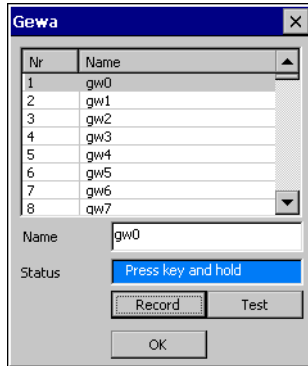 Gewa
Nr Name
1 gw0
2 gw1
3 gw2
4 gw3
5 gw4
6 gw5
7 gw6
8 gw7
Name gw0
Status Press key and hold
Record Test
OK